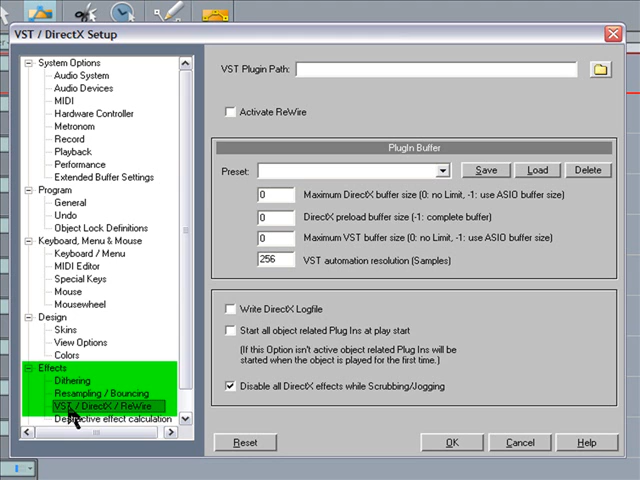 VST / DirectX Setup
System Options
Audio System
Audio Devices
MIDI
Hardware Controller
Metronom
Record
Playback
Performance
Extended Buffer Settings
Program
General
Undo
Object Lock Definitions
Keyboard, Menu & Mouse
Keyboard / Menu
MIDI Editor
Special Keys
Mouse
Mousewheel
Design
Skins
View Options
Colors
Effects
Dithering
Resampling / Bouncing
VST / DirectX / ReWire
Destructive effect calculation
VST Plugin Path:
Activate ReWire
PlugIn Buffer
Preset:
Save
Load
Delete
0 Maximum DirectX buffer size (0: no Limit, -1: use ASIO buffer size)
0 DirectX preload buffer size (-1: complete buffer)
0 Maximum VST buffer size (0: no Limit, -1: use ASIO buffer size)
256 VST automation resolution (Samples)
Write DirectX Logfile
Start all object related Plug Ins at play start
(If this Option isn't active object related Plug Ins will be
started when the object is played for the first time.)
Disable all DirectX effects while Scrubbing/Jogging
Reset
OK
Cancel
Help